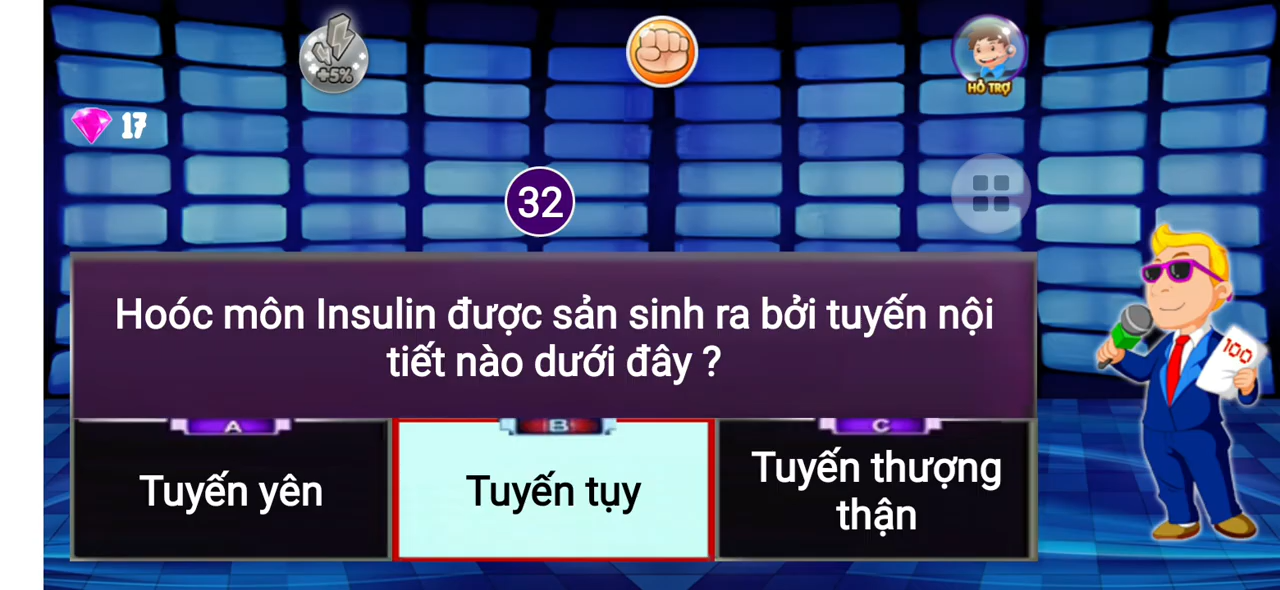 +5%
HỖ TRỢ
17
32
Hoóc môn Insulin được sản sinh ra bởi tuyến nội
tiết nào dưới đây ?
100
A
B
C
Tuyến yên
Tuyến tụy
Tuyến thượng
thận